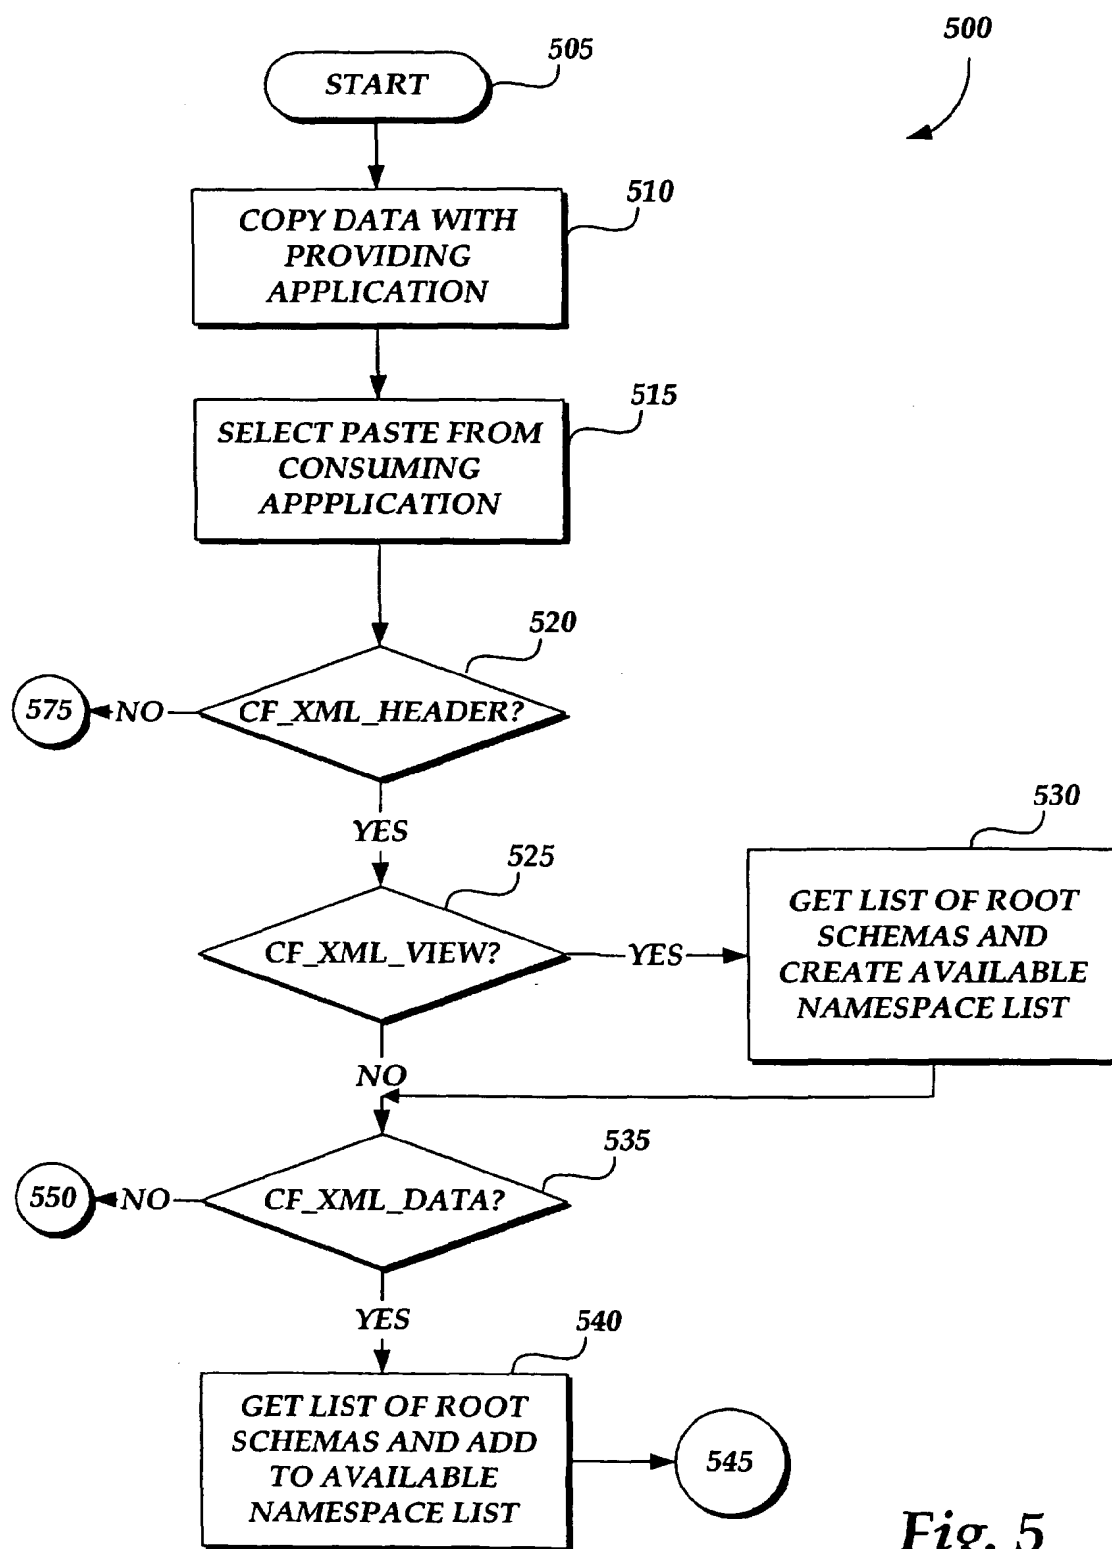 500
505
START
510
COPY DATA WITH
PROVIDING
APPLICATION
515
SELECT PASTE FROM
CONSUMING
APPPLICATION
520
575
NO
CF_XML_HEADER?
YES
525
530
CF_XML_VIEW?
YES
GET LIST OF ROOT
SCHEMAS AND
CREATE AVAILABLE
NAMESPACE LIST
NO
535
550
NO
CF_XML_DATA?
YES
540
GET LIST OF ROOT
SCHEMAS AND ADD
TO AVAILABLE
NAMESPACE LIST
545
Fig. 5